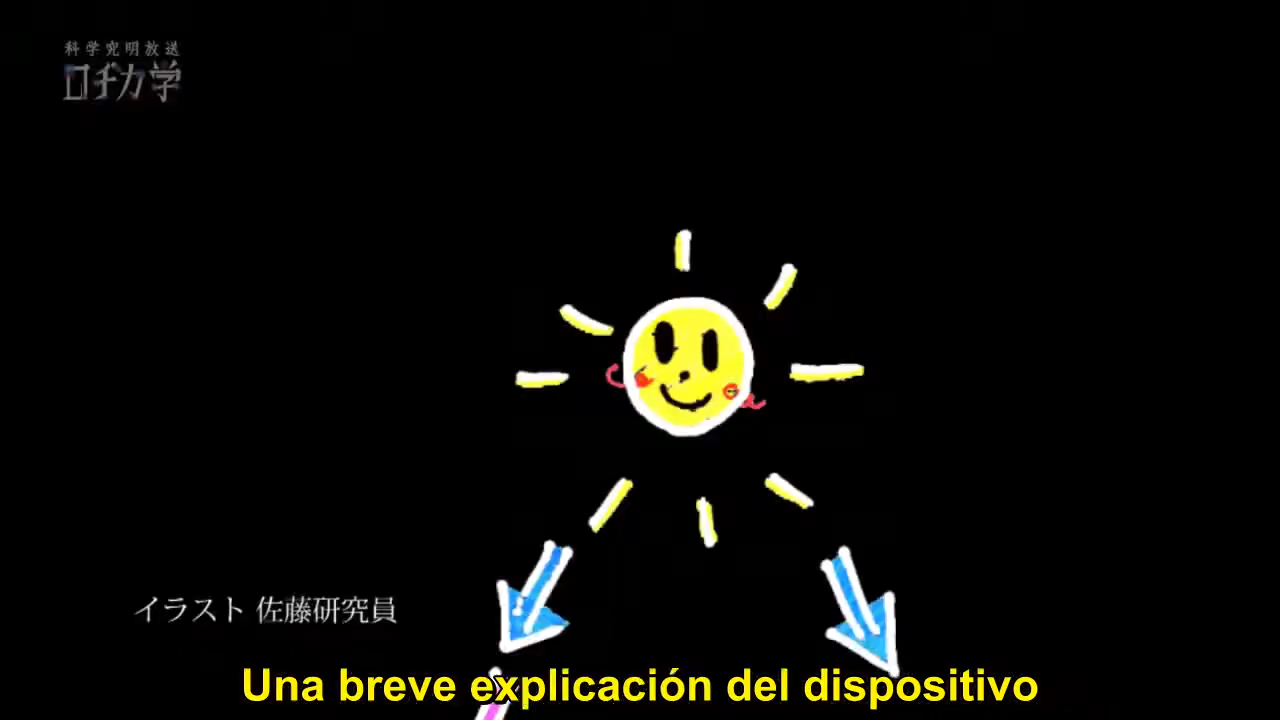 科学究明放送
ロヂカ学
イラスト 佐藤研究員
Una breve explicación del dispositivo